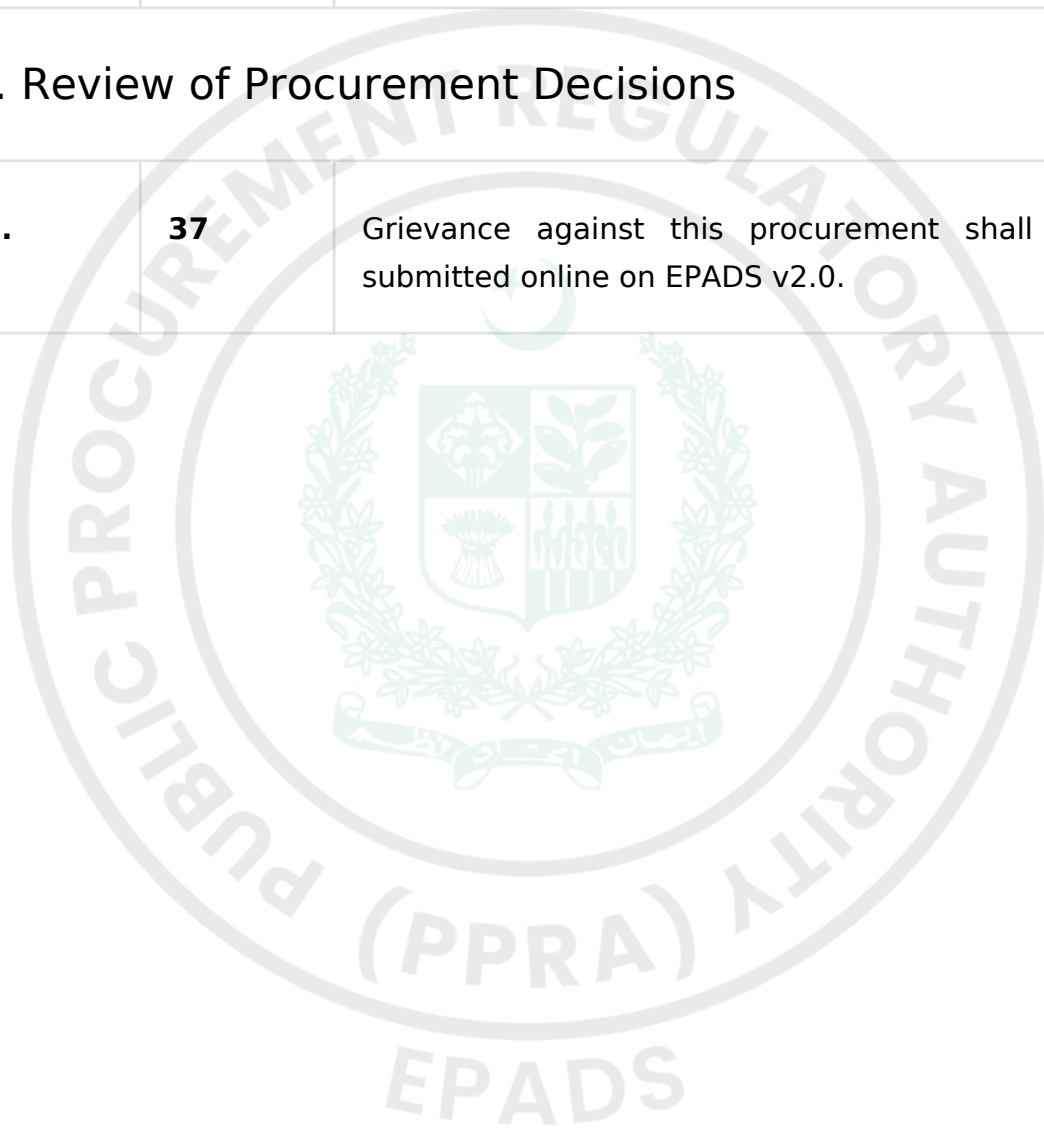 . Review of Procurement Decisions
. 37 Grievance against this procurement shall
submitted online on EPADS v2.0.
PUBLIC PROCUREMENT REGULATORY AUTHORITY
(PPRA)
EPADS